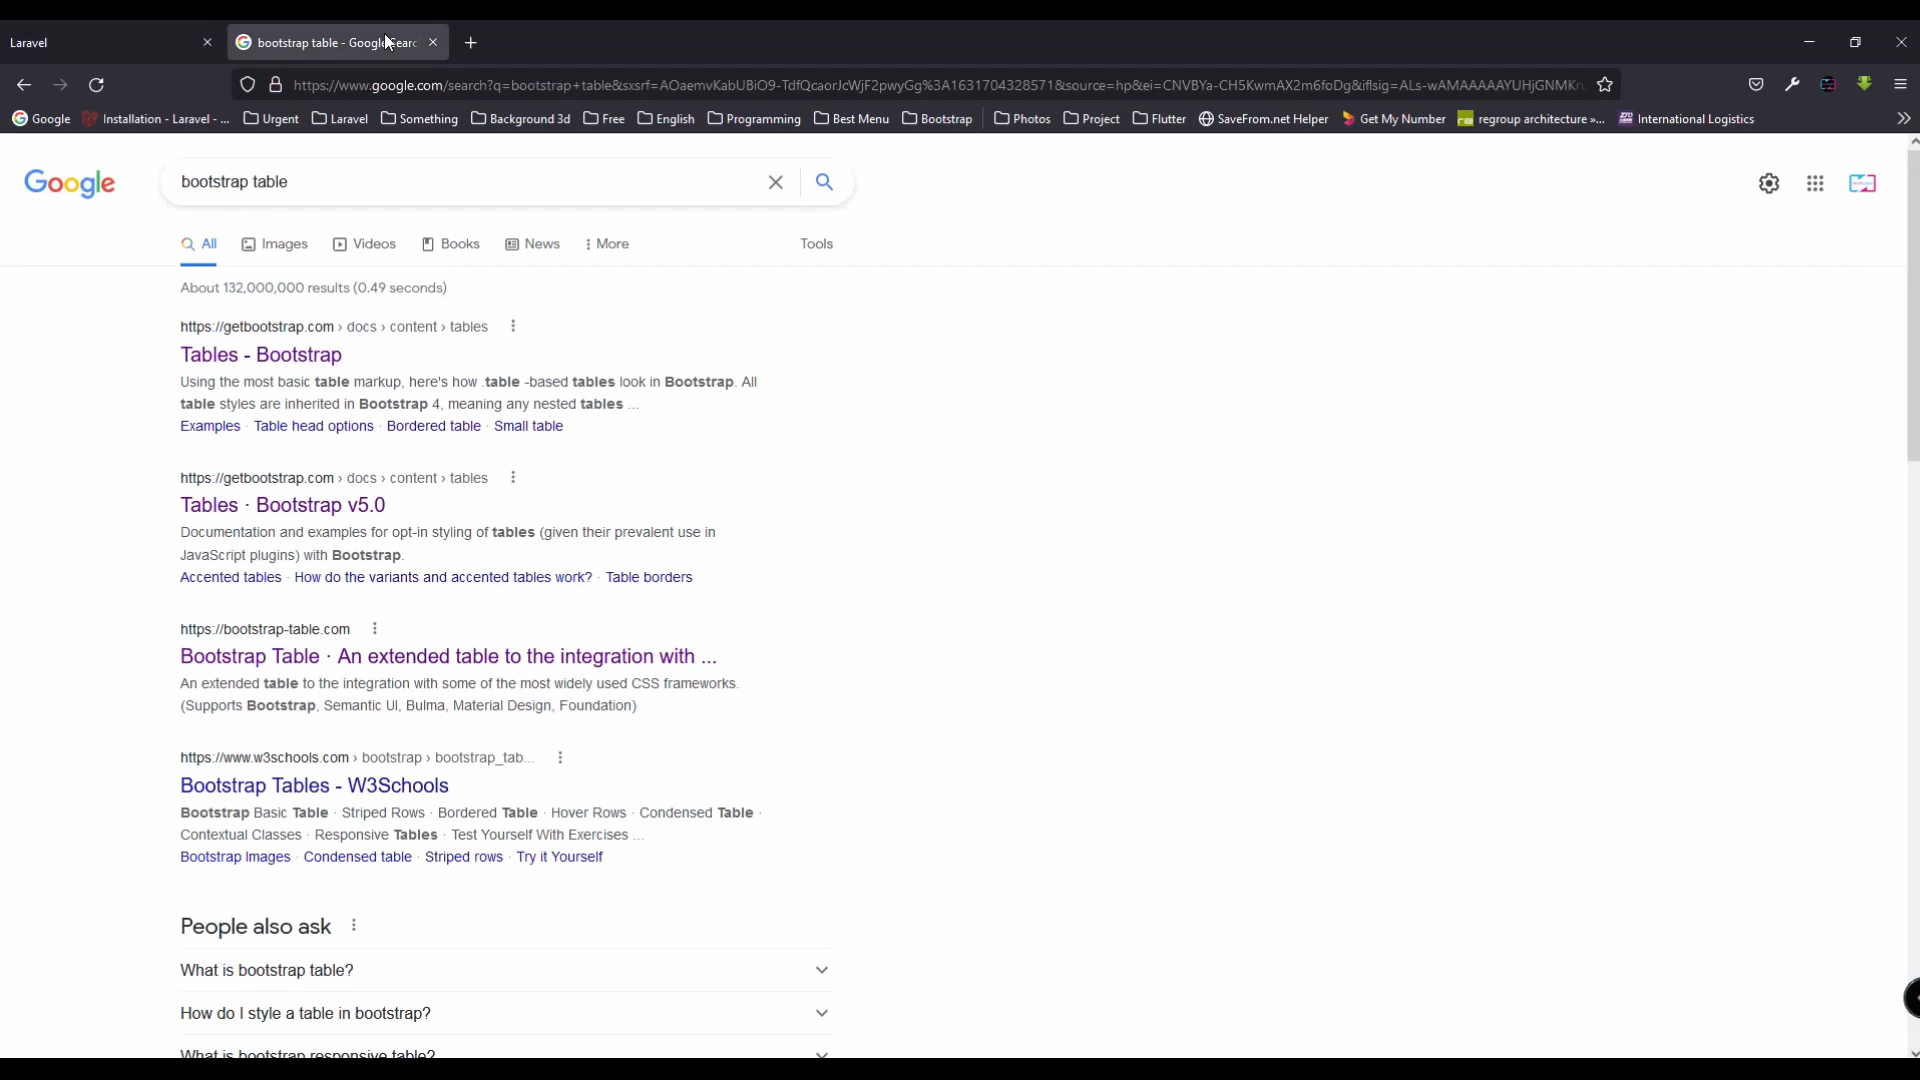 Laravel
bootstrap table - Google Searc
https://www.google.com/search?q=bootstrap+table&sxsrf=AOaemvKabUBiO9-TdfQcaorJcWjF2pwyGg%3A1631704328571&source=hp&ei=CNVBYa-CH5KwmAX2m6foDg&iflsig=ALs-wAMAAAAAYUHjGNMK
Google Installation - Laravel - ... Urgent Laravel Something Background 3d Free English Programming Best Menu Bootstrap Photos Project Flutter SaveFrom.net Helper Get My Number regroup architecture »... International Logistics
Google
bootstrap table
All Images Videos Books News More Tools
About 132,000,000 results (0.49 seconds)
https://getbootstrap.com › docs › content › tables
Tables - Bootstrap
Using the most basic table markup, here's how .table -based tables look in Bootstrap. All
table styles are inherited in Bootstrap 4, meaning any nested tables ...
Examples · Table head options · Bordered table · Small table
https://getbootstrap.com › docs › content › tables
Tables · Bootstrap v5.0
Documentation and examples for opt-in styling of tables (given their prevalent use in
JavaScript plugins) with Bootstrap.
Accented tables · How do the variants and accented tables work? · Table borders
https://bootstrap-table.com
Bootstrap Table · An extended table to the integration with ...
An extended table to the integration with some of the most widely used CSS frameworks.
(Supports Bootstrap, Semantic UI, Bulma, Material Design, Foundation)
https://www.w3schools.com › bootstrap › bootstrap_tab...
Bootstrap Tables - W3Schools
Bootstrap Basic Table · Striped Rows · Bordered Table · Hover Rows · Condensed Table ·
Contextual Classes · Responsive Tables · Test Yourself With Exercises ...
Bootstrap Images · Condensed table · Striped rows · Try it Yourself
People also ask
What is bootstrap table?
How do I style a table in bootstrap?
What is bootstrap responsive table?